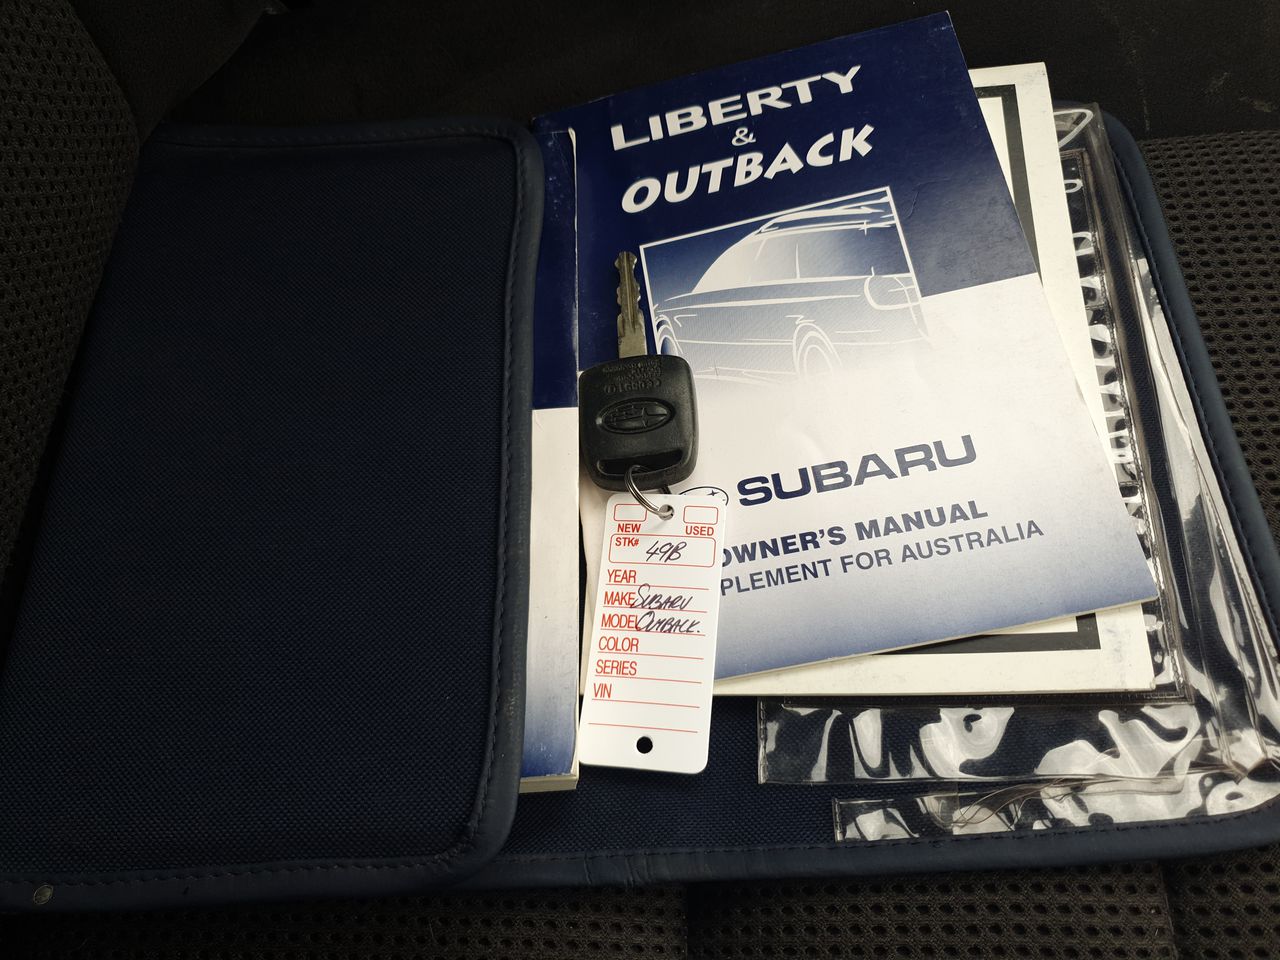 LIBERTY
&
OUTBACK
SUBARU
OWNER'S MANUAL
PLEMENT FOR AUSTRALIA
NEW USED
STK# 49B
YEAR
MAKE SUBARU
MODEL OUTBACK.
COLOR
SERIES
VIN